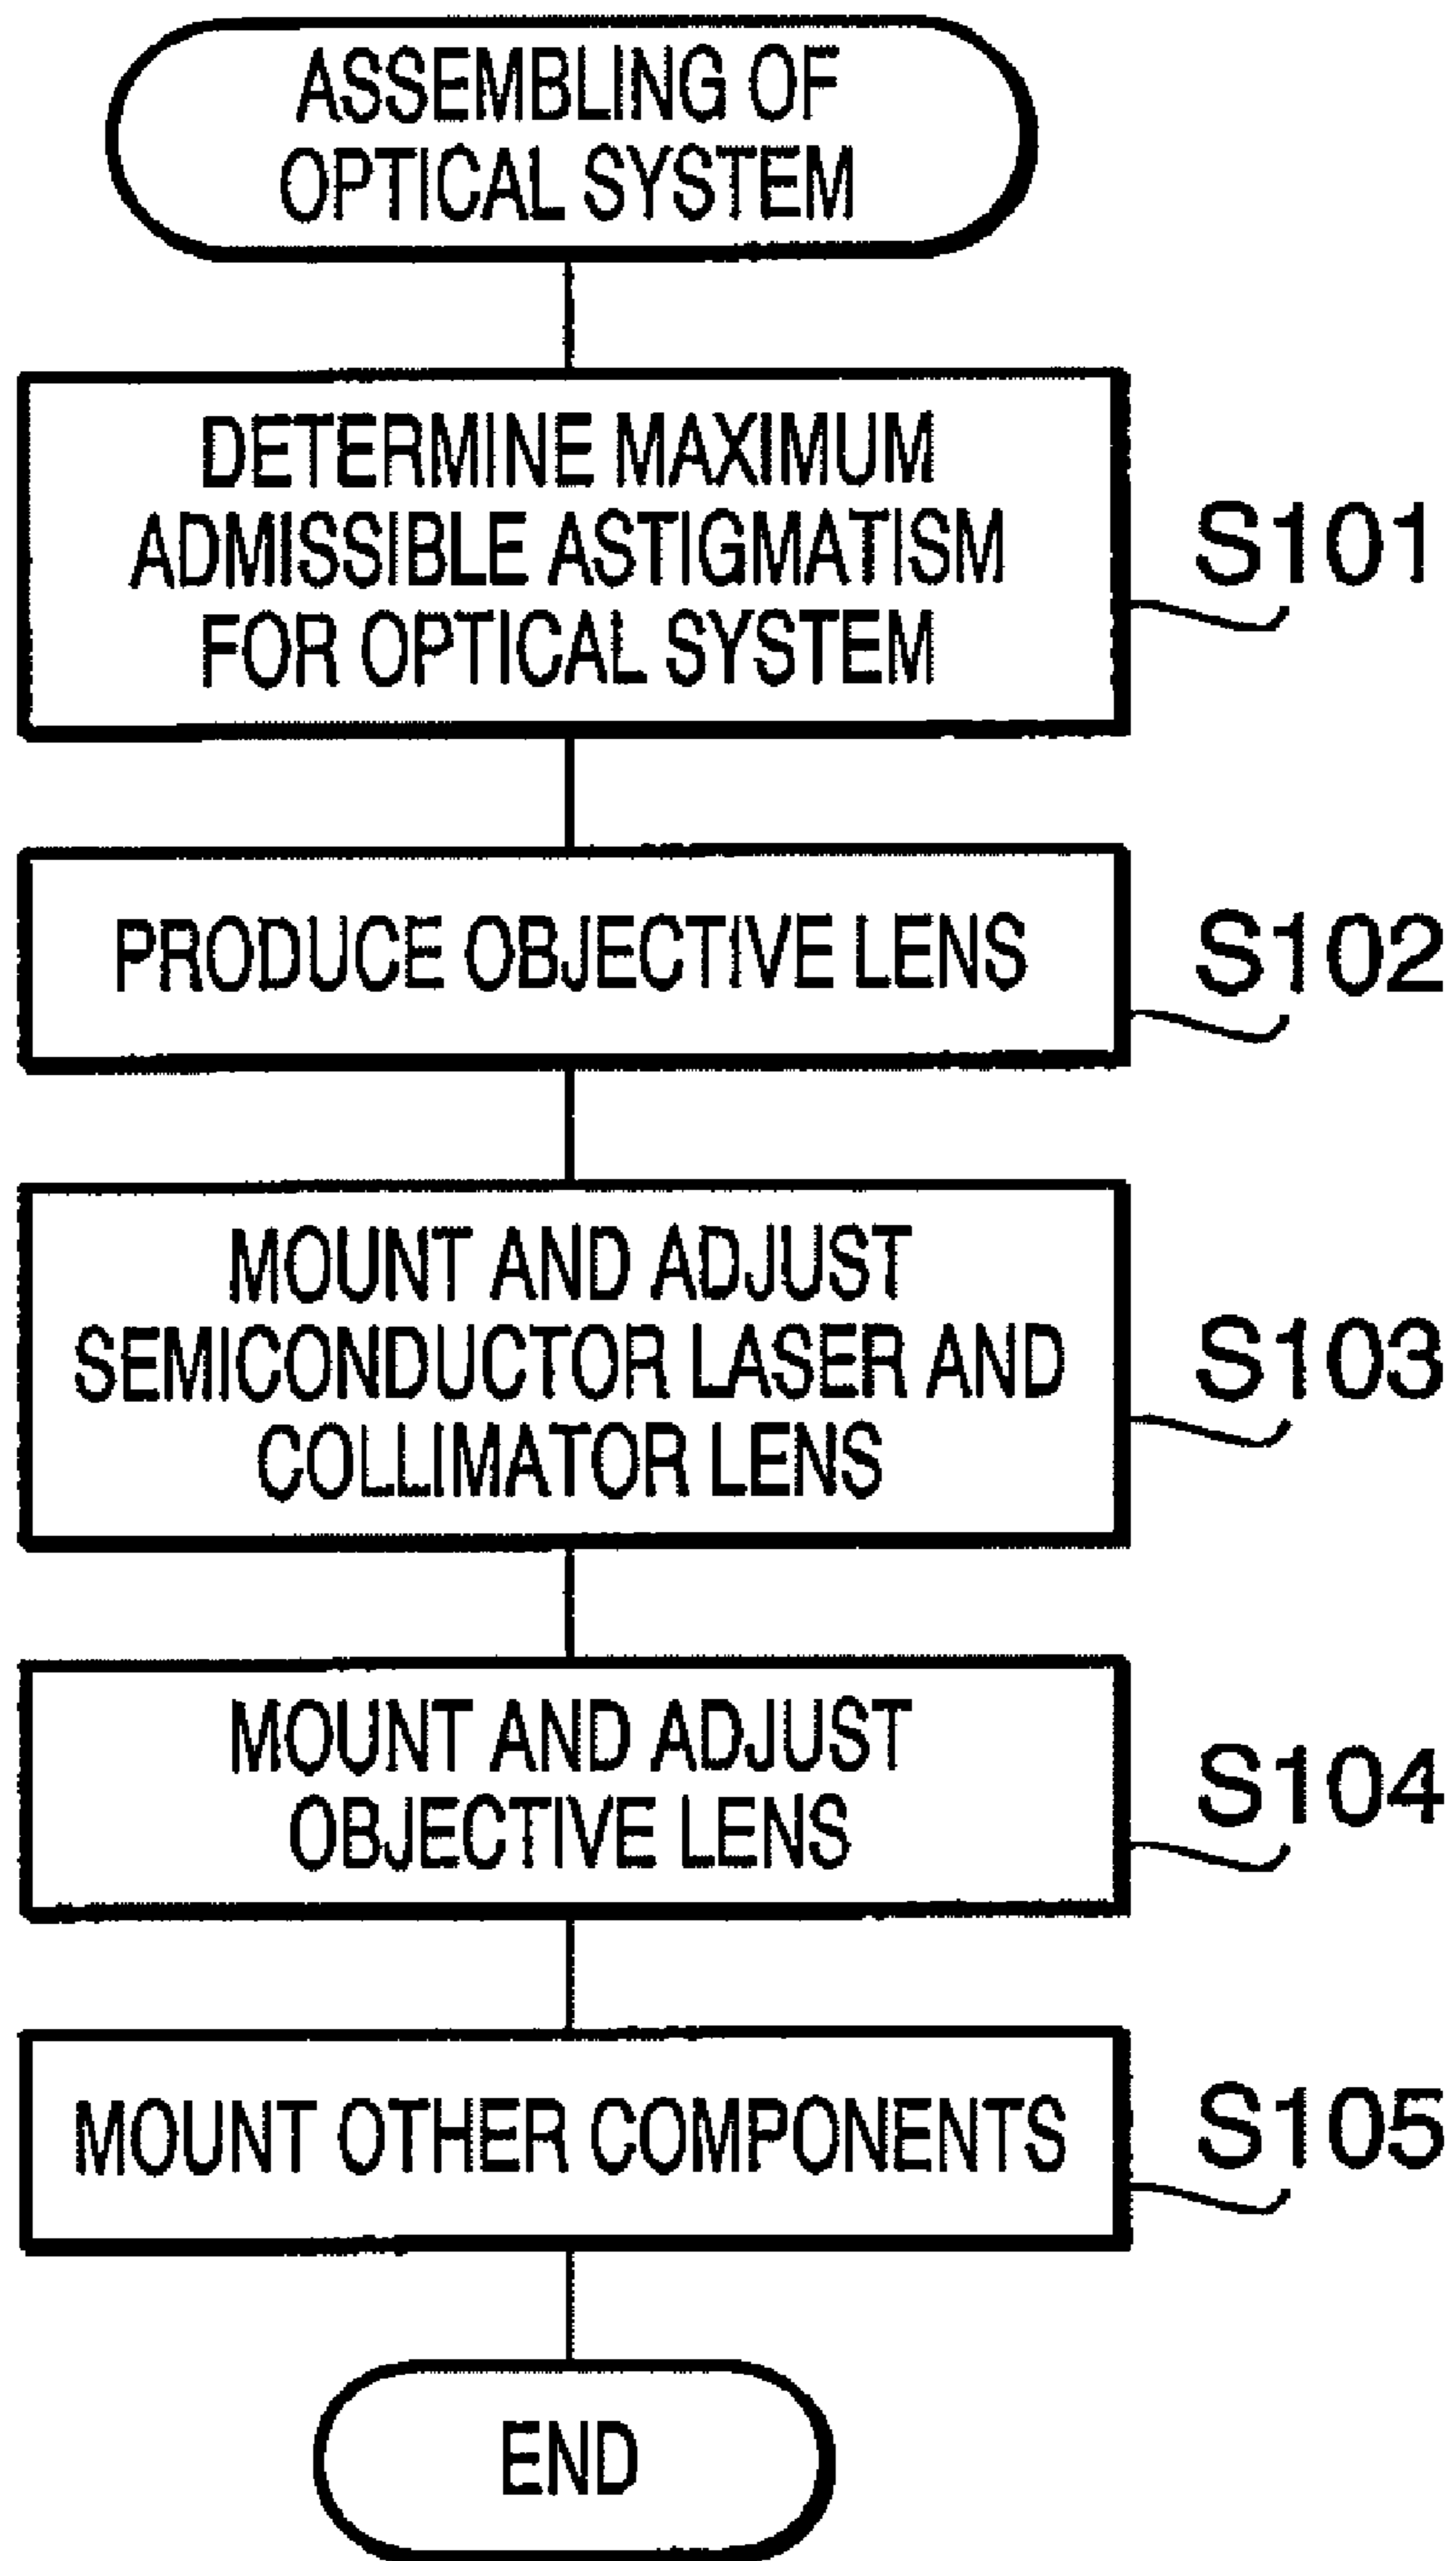 ASSEMBLING OF
OPTICAL SYSTEM
DETERMINE MAXIMUM
ADMISSIBLE ASTIGMATISM
FOR OPTICAL SYSTEM
S101
PRODUCE OBJECTIVE LENS
S102
MOUNT AND ADJUST
SEMICONDUCTOR LASER AND
COLLIMATOR LENS
S103
MOUNT AND ADJUST
OBJECTIVE LENS
S104
MOUNT OTHER COMPONENTS
S105
END